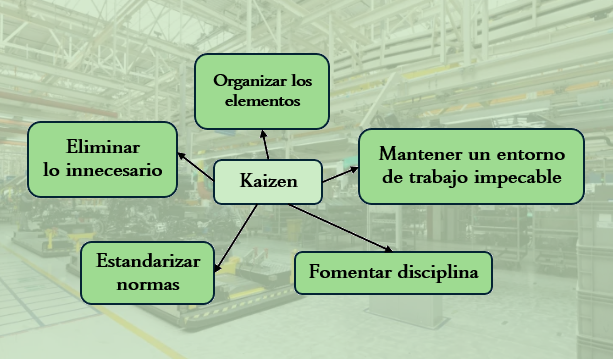 Organizar los
elementos
Eliminar
lo innecesario
Mantener un entorno
de trabajo impecable
Kaizen
Estandarizar
normas
Fomentar disciplina